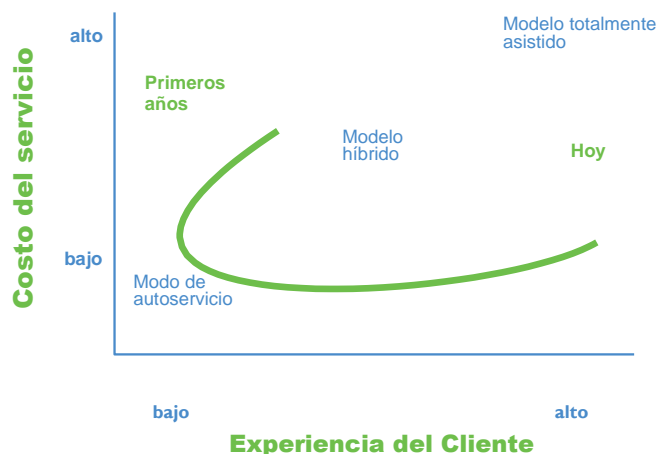 Costo del servicio
alto
Modelo totalmente
asistido
Primeros
años
Modelo
híbrido
Hoy
bajo
Modo de
autoservicio
bajo
alto
Experiencia del Cliente